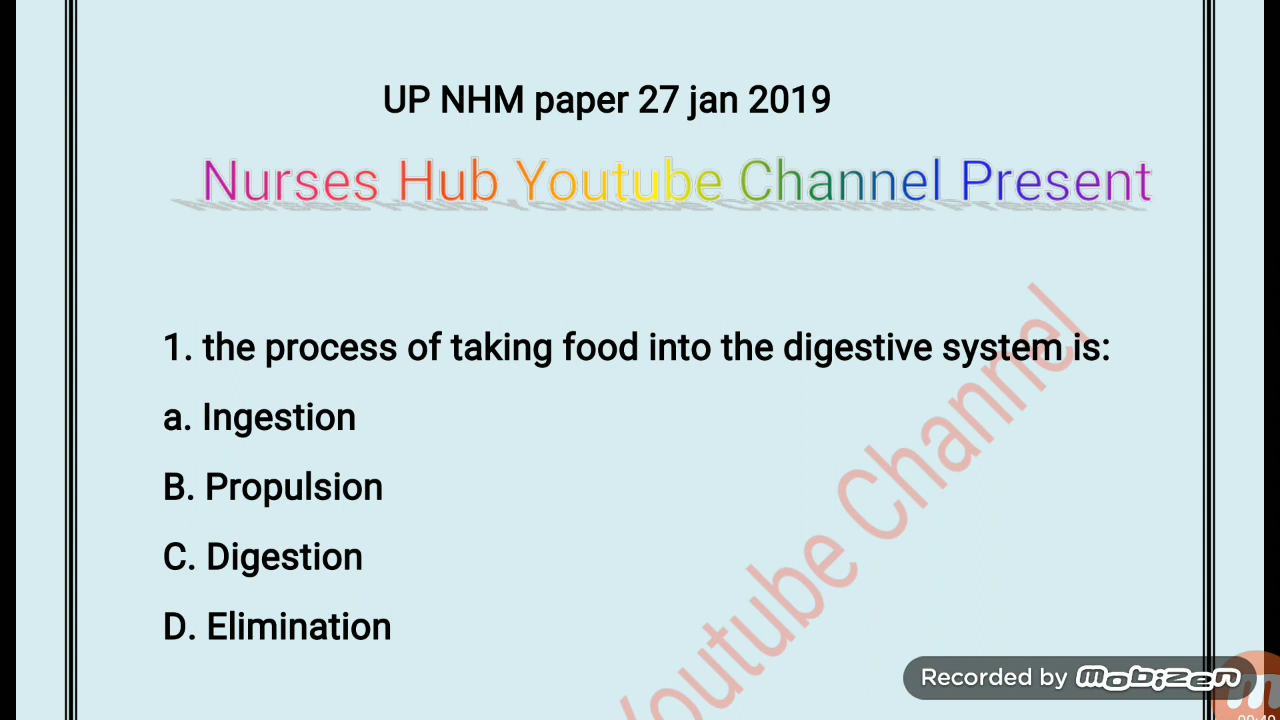 UP NHM paper 27 jan 2019
Nurses Hub Youtube Channel Present
1. the process of taking food into the digestive system is:
a. Ingestion
B. Propulsion
C. Digestion
D. Elimination
Youtube Channel
Recorded by mobizen